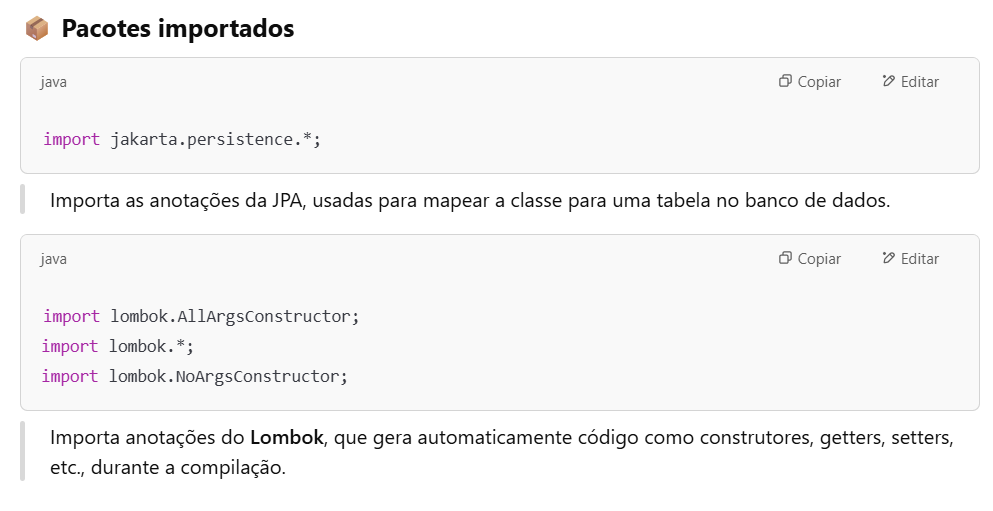 📦 Pacotes importados
java
Copiar
Editar
import jakarta.persistence.*;
Importa as anotações da JPA, usadas para mapear a classe para uma tabela no banco de dados.
java
Copiar
Editar
import lombok.AllArgsConstructor;
import lombok.*;
import lombok.NoArgsConstructor;
Importa anotações do Lombok, que gera automaticamente código como construtores, getters, setters,
etc., durante a compilação.